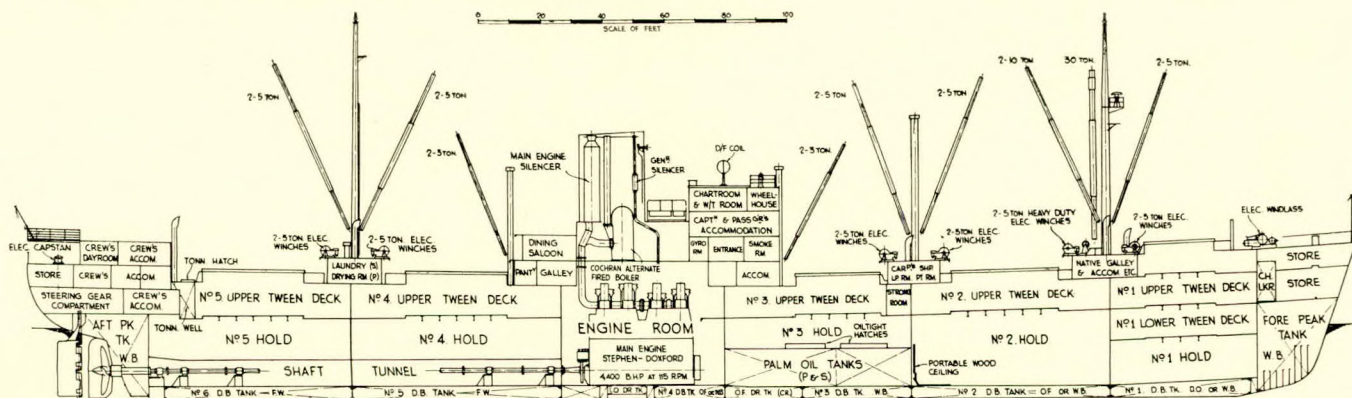 0 20 40 60 80 100
SCALE OF FEET
2-5 TON
2-5 TON
2-3 TON.
MAIN ENGINE
SILENCER
GENR
SILENCER
D/F COIL
2-3 TON.
2-5 TON
2-5 TON
2-10 TON
30 TON.
2-5 TON.
ELEC. CAPSTAN
CREW'S
DAYROOM
CREW'S
ACCOM.
STORE
CREW'S
ACCOM.
STEERING GEAR
COMPARTMENT
CREW'S
ACCOM.
TONN HATCH
TONN. WELL
AFT PK
TK
W.B
2-5 TON ELEC.
WINCHES
2-5 TON ELEC.
WINCHES
LAUNDRY (S)
DRYING RM (P)
Nº 5 UPPER TWEEN DECK
Nº 4 UPPER TWEEN DECK
Nº 5 HOLD
Nº 4. HOLD
SHAFT TUNNEL
DINING
SALOON
PANTY
GALLEY
COCHRAN ALTERNATE
FIRED BOILER
ENGINE ROOM
MAIN ENGINE
STEPHEN-DOXFORD
4,400 B.H.P AT 115 RPM
CHARTROOM
& W/T ROOM
WHEEL-
HOUSE
CAPTN & PASSGRS
ACCOMMODATION
GYRO
RM
ENTRANCE
SMOKE
RM
ACCOM.
Nº 3. UPPER TWEEN DECK
Nº 3 HOLD
OILTIGHT
HATCHES
PALM OIL TANKS
(P & S)
2-5 TON ELEC
WINCHES
2-5 TON ELEC.
WINCHES
CARPTR SHP.
LP RM. PT RM.
STRONG
ROOM
Nº 2. UPPER TWEEN DECK
Nº 2. HOLD
PORTABLE WOOD
CEILING
2-5 TON HEAVY DUTY
ELEC WINCHES
2-5 TON ELEC.
WINCHES
NATIVE GALLEY
& ACCOM. ETC.
Nº 1 UPPER TWEEN DECK
Nº 1 LOWER TWEEN DECK
Nº 1 HOLD
ELEC. WINDLASS
STORE
CH.
LKR
STORE
FORE PEAK
TANK
W.B
Nº 6. D.B TANK — F.W.
Nº 5 D.B TANK — F.W.
Nº 3 D.B TK W.B
Nº 2 D.B TANK — O.F OR W.B
Nº 1. D.B TK. D.O OR W.B